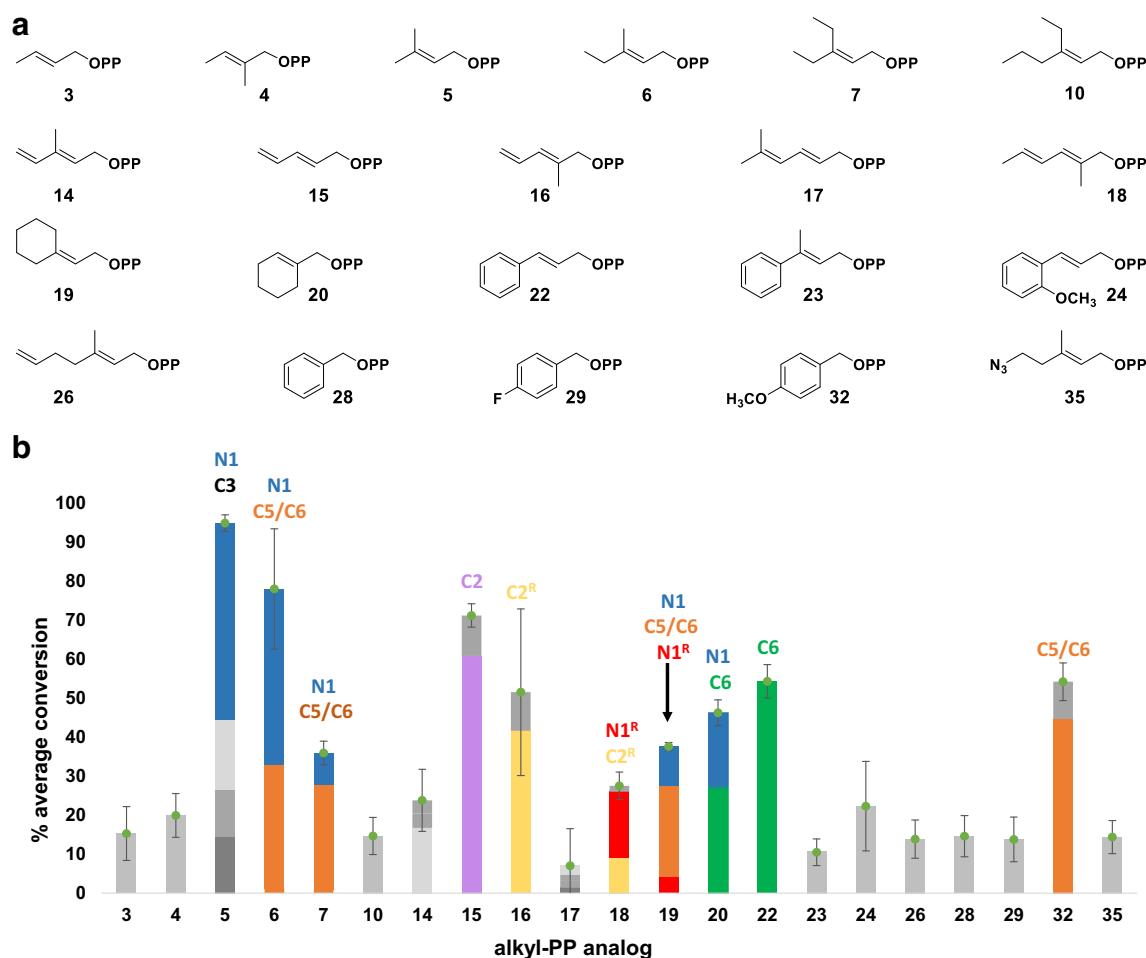 a
OPP OPP OPP OPP OPP OPP
3 4 5 6 7 10
OPP OPP OPP OPP OPP
14 15 16 17 18
OPP OPP OPP OPP OPP
OCH3
19 20 22 23 24
OPP OPP OPP OPP OPP
F H3CO N3
26 28 29 32 35
b
N1
C3
N1
C5/C6
N1
C5/C6
C2
C2R
N1R
C2R
N1
C5/C6
N1R
N1
C6
C6
C5/C6
% average conversion
100
90
80
70
60
50
40
30
20
10
0
3 4 5 6 7 10 14 15 16 17 18 19 20 22 23 24 26 28 29 32 35
alkyl-PP analog